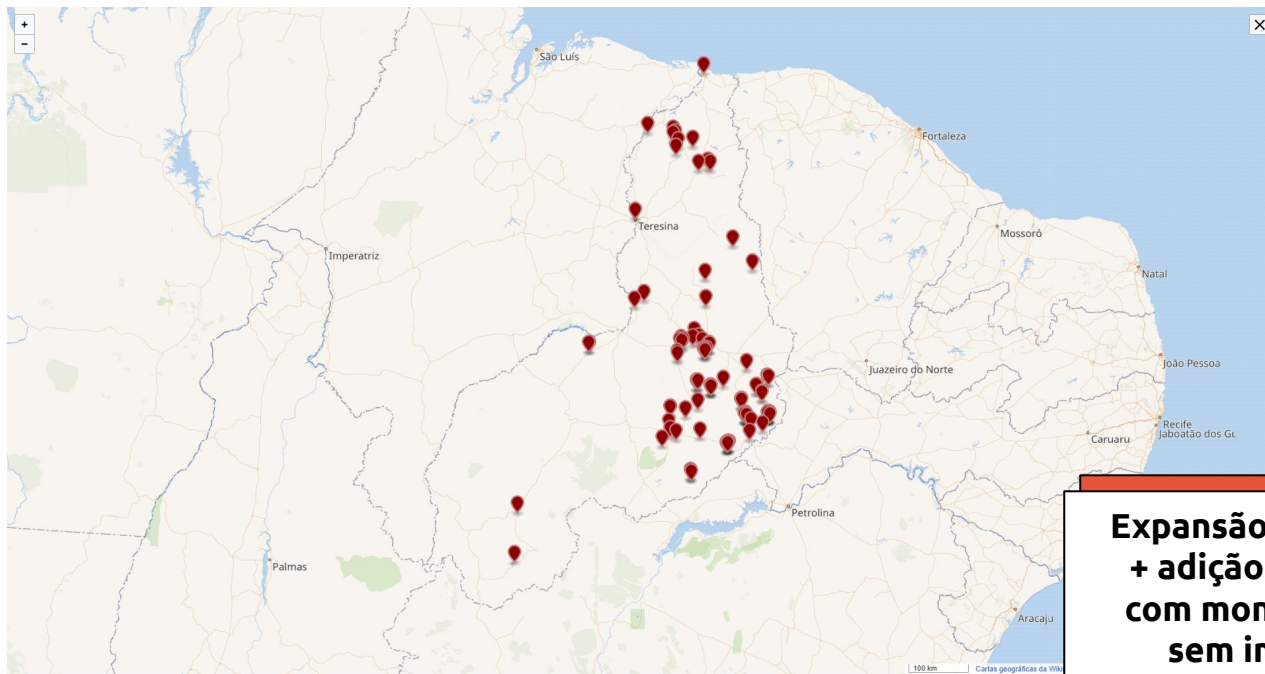 +
−
São Luís
Fortaleza
Teresina
Mossoró
Imperatriz
Natal
João Pessoa
Juazeiro do Norte
Recife
Jaboatão dos Gu
Caruaru
Petrolina
Expansão
+ adição
com mon
sem in
Palmas
Aracaju
100 km
Cartas geográficas da Wiki